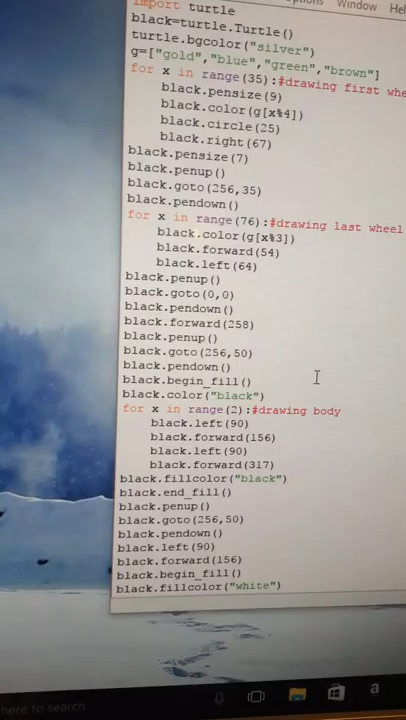 Options Window Hel
import turtle
black=turtle.Turtle()
turtle.bgcolor("silver")
g=["gold","blue","green","brown"]
for x in range(35):#drawing first whe
black.pensize(9)
black.color(g[x%4])
black.circle(25)
black.right(67)
black.pensize(7)
black.penup()
black.goto(256,35)
black.pendown()
for x in range(76):#drawing last wheel
black.color(g[x%3])
black.forward(54)
black.left(64)
black.penup()
black.goto(0,0)
black.pendown()
black.forward(258)
black.penup()
black.goto(256,50)
black.pendown()
black.begin_fill()
black.color("black")
for x in range(2):#drawing body
black.left(90)
black.forward(156)
black.left(90)
black.forward(317)
black.fillcolor("black")
black.end_fill()
black.penup()
black.goto(256,50)
black.pendown()
black.left(90)
black.forward(156)
black.begin_fill()
black.fillcolor("white")
here to search
a